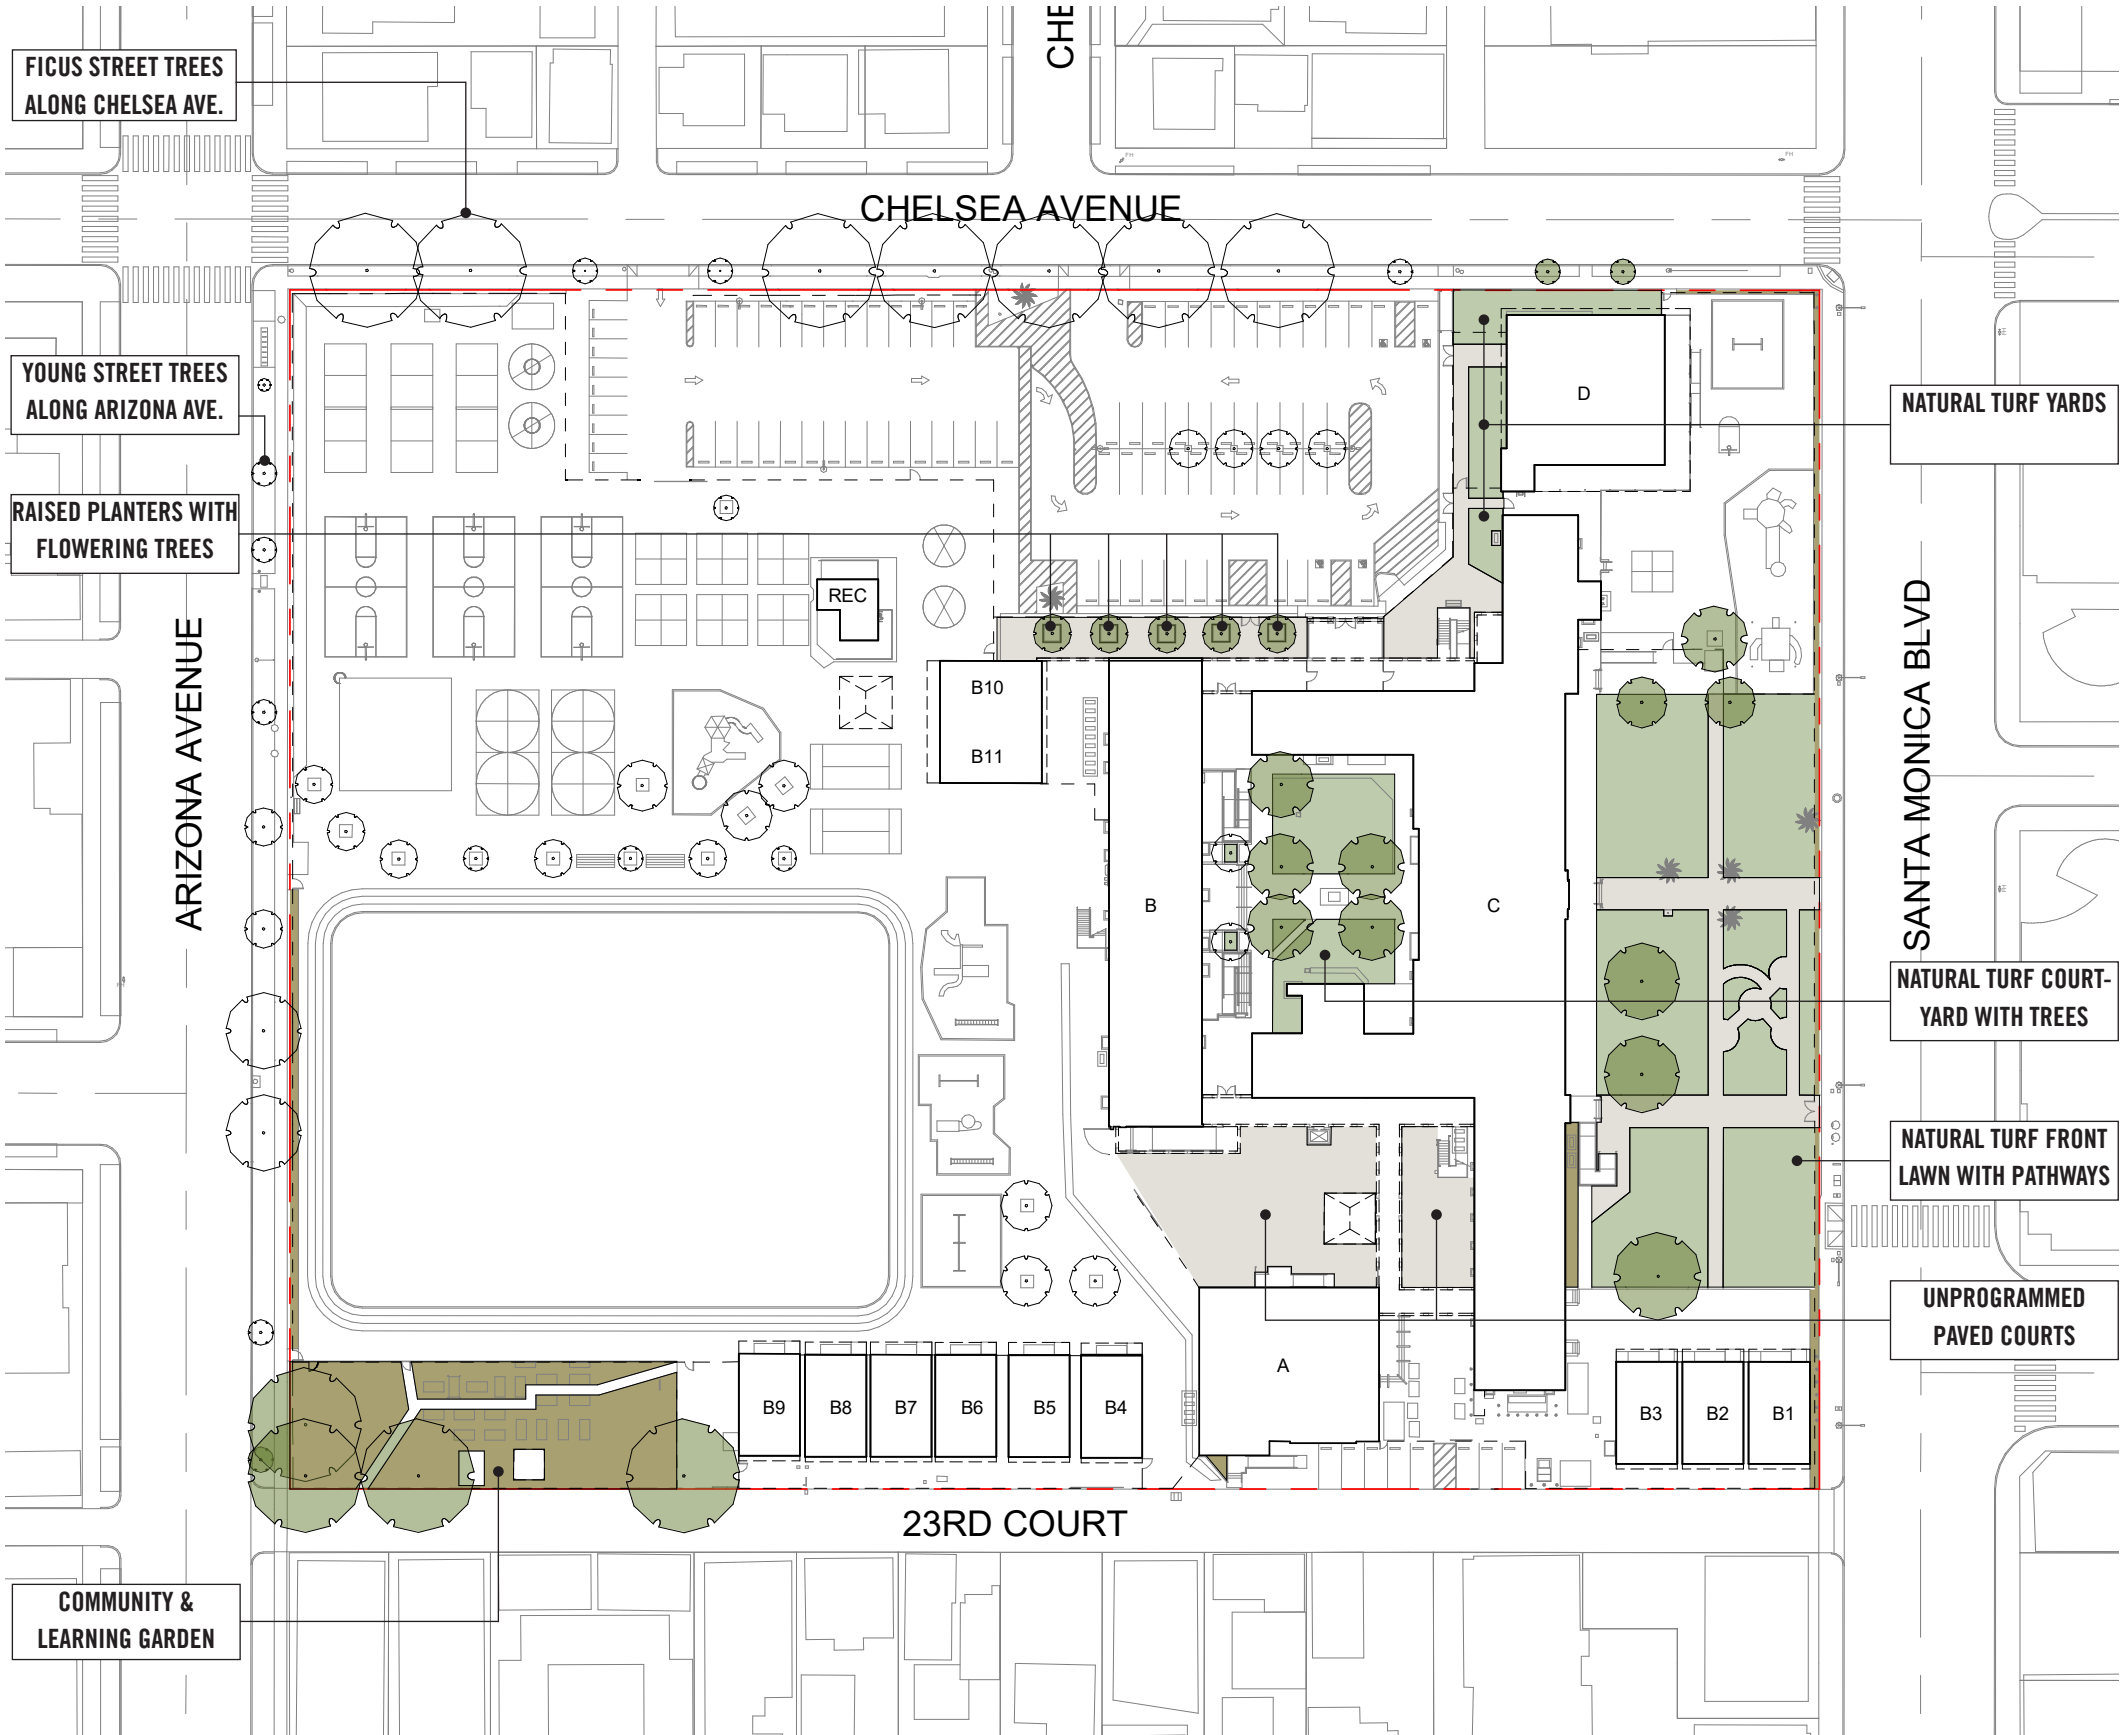 CHE
FICUS STREET TREES
ALONG CHELSEA AVE.
FH
FH
CHELSEA AVENUE
YOUNG STREET TREES
ALONG ARIZONA AVE.
D
NATURAL TURF YARDS
RAISED PLANTERS WITH
FLOWERING TREES
REC
ARIZONA AVENUE
SANTA MONICA BLVD
B10
B11
B
C
NATURAL TURF COURT-
YARD WITH TREES
NATURAL TURF FRONT
LAWN WITH PATHWAYS
UNPROGRAMMED
PAVED COURTS
A
B9
B8
B7
B6
B5
B4
B3
B2
B1
23RD COURT
COMMUNITY &
LEARNING GARDEN